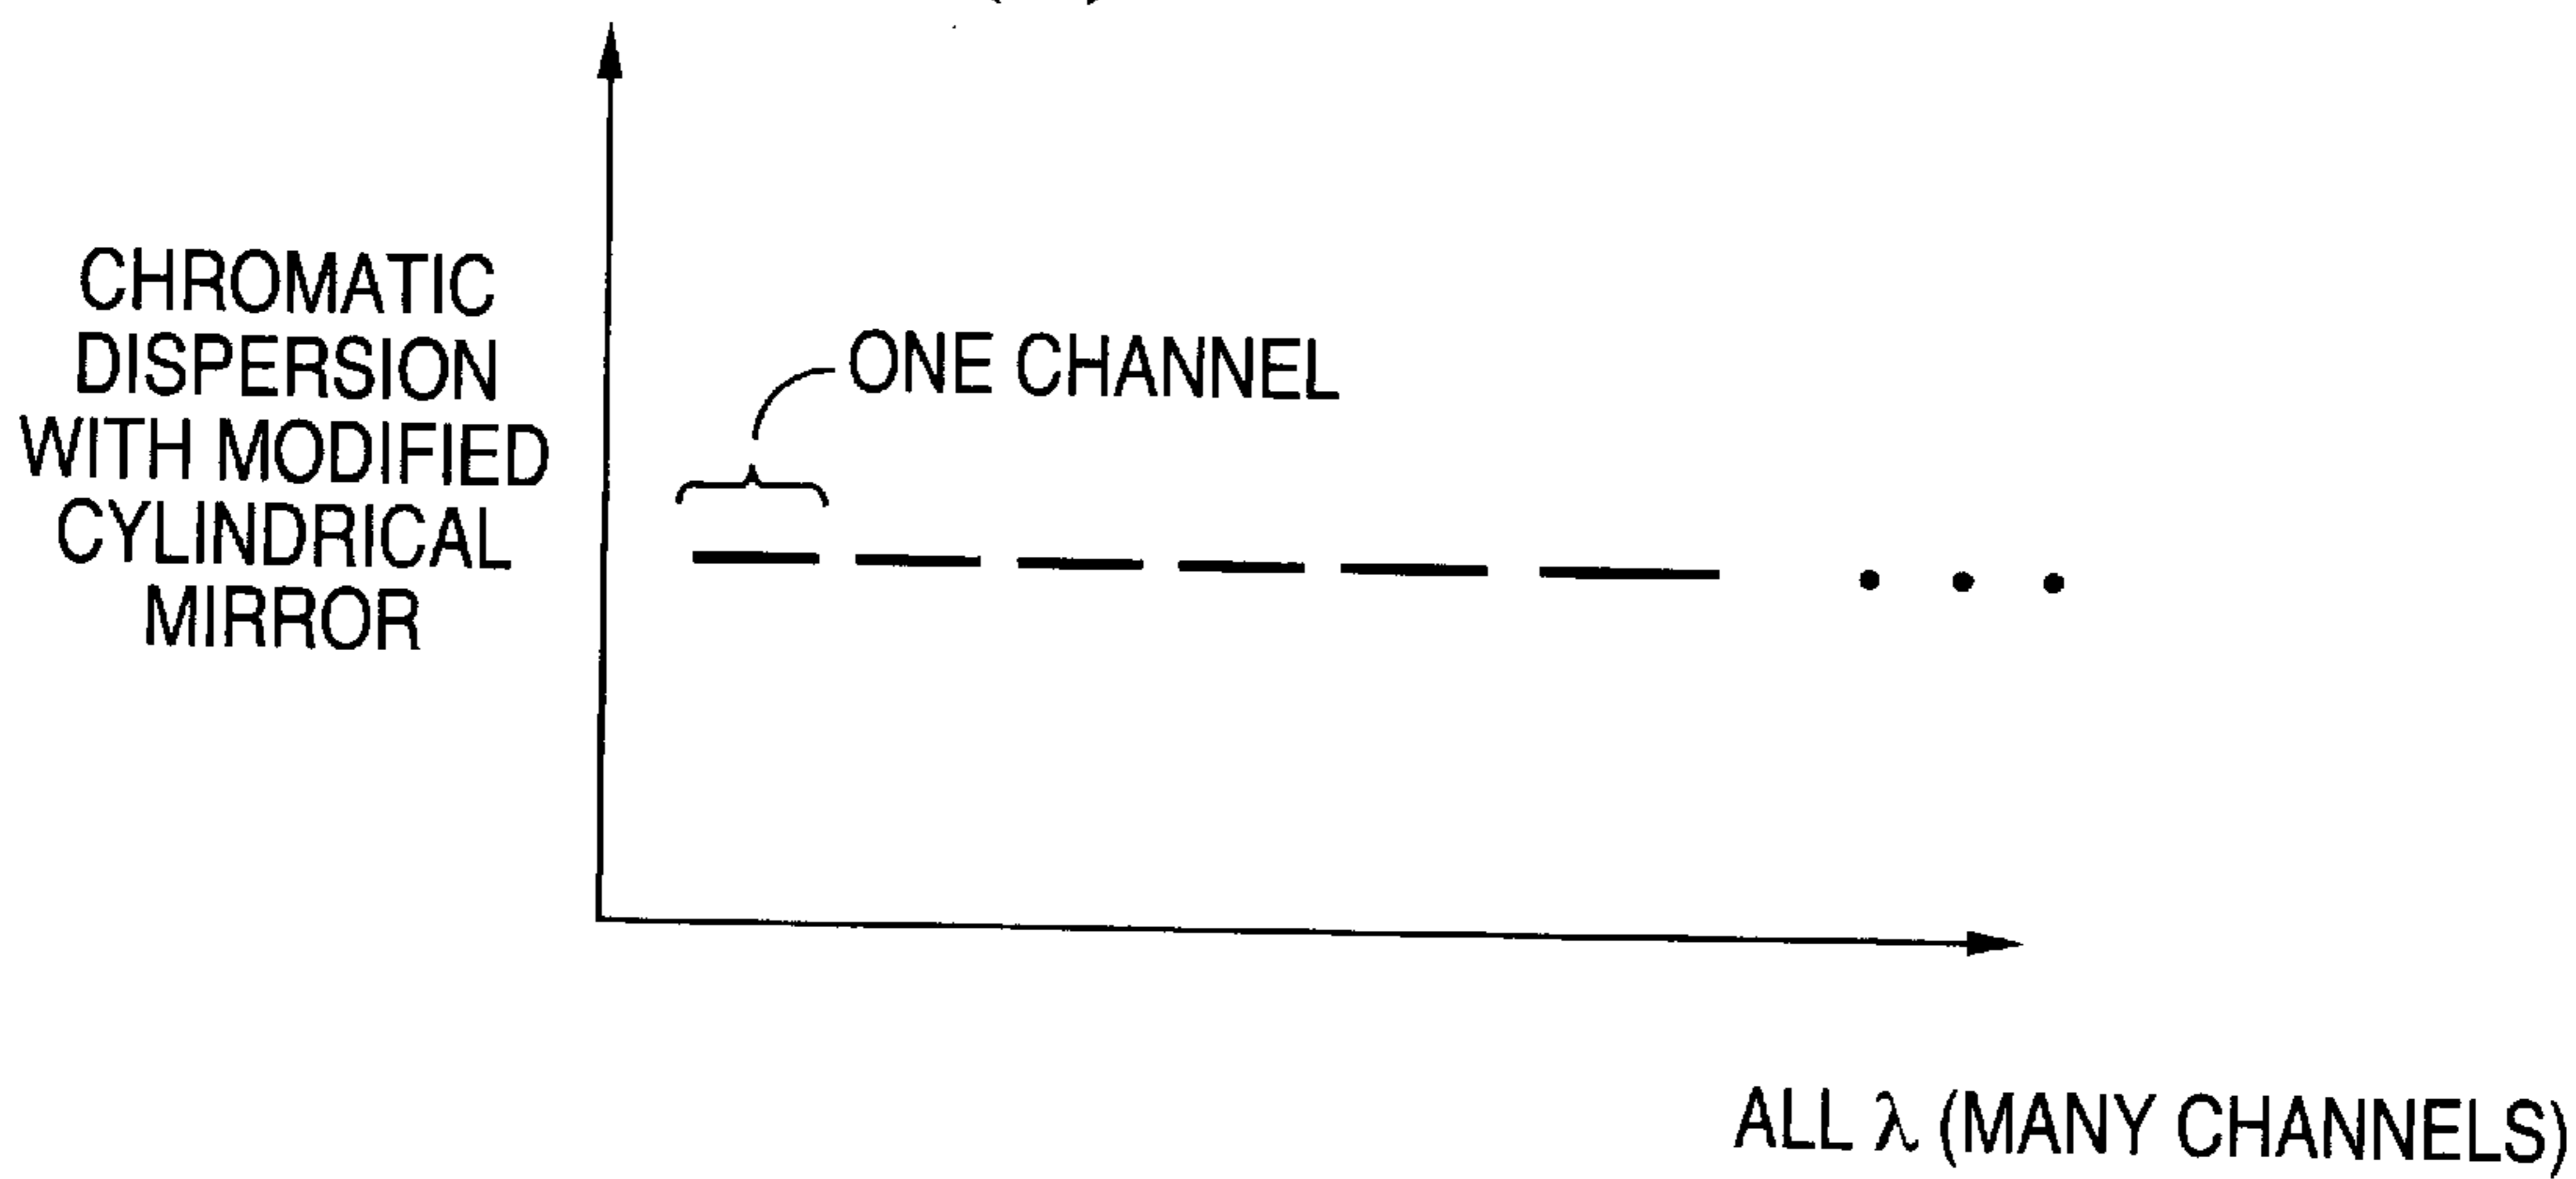 CHROMATIC
DISPERSION
WITH MODIFIED
CYLINDRICAL
MIRROR
ONE CHANNEL
ALL λ (MANY CHANNELS)